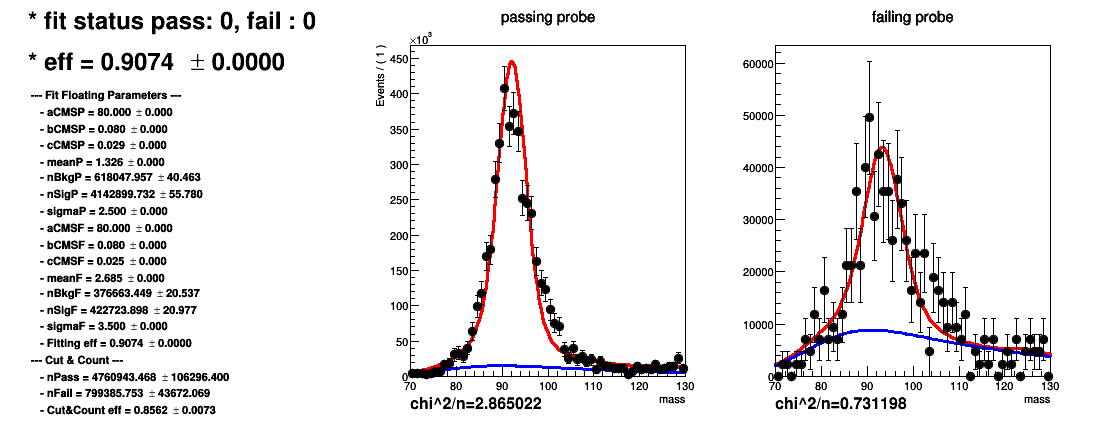 * fit status pass: 0, fail : 0
* eff = 0.9074 ± 0.0000
--- Fit Floating Parameters ---
- aCMSP = 80.000 ± 0.000
- bCMSP = 0.080 ± 0.000
- cCMSP = 0.029 ± 0.000
- meanP = 1.326 ± 0.000
- nBkgP = 618047.957 ± 40.463
- nSigP = 4142899.732 ± 55.780
- sigmaP = 2.500 ± 0.000
- aCMSF = 80.000 ± 0.000
- bCMSF = 0.080 ± 0.000
- cCMSF = 0.025 ± 0.000
- meanF = 2.685 ± 0.000
- nBkgF = 376663.449 ± 20.537
- nSigF = 422723.898 ± 20.977
- sigmaF = 3.500 ± 0.000
- Fitting eff = 0.9074 ± 0.0000
--- Cut & Count ---
- nPass = 4760943.468 ± 106296.400
- nFail = 799385.753 ± 43672.069
- Cut&Count eff = 0.8562 ± 0.0073
passing probe
×10³
Events / ( 1 )
450
400
350
300
250
200
150
100
50
0
70 80 90 100 110 120 130
mass
chi^2/n=2.865022
failing probe
60000
50000
40000
30000
20000
10000
0
70 80 90 100 110 120 130
mass
chi^2/n=0.731198